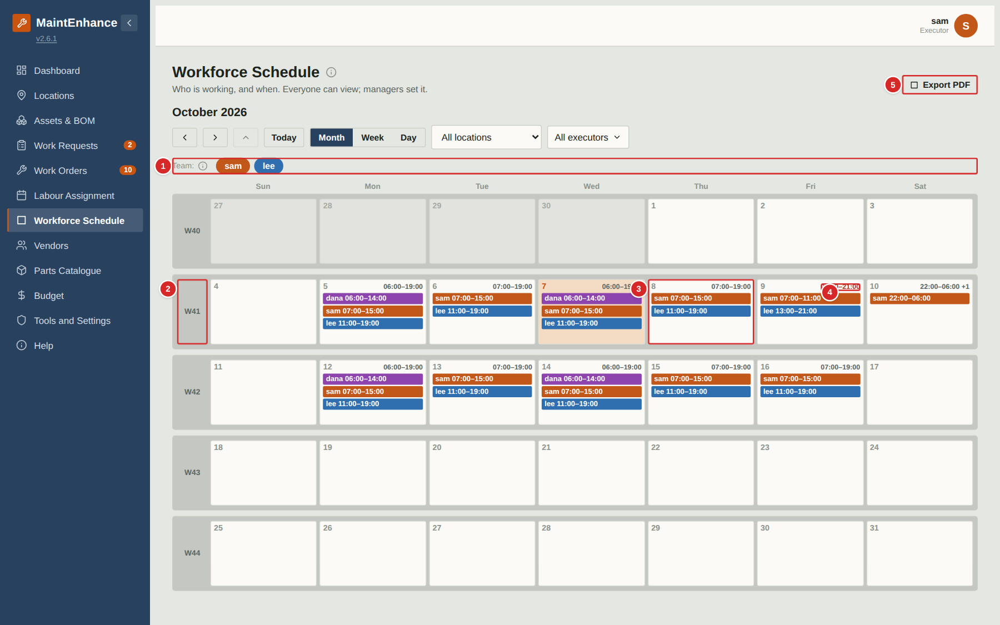 MaintEnhance
v2.6.1
Dashboard
Locations
Assets & BOM
Work Requests 2
Work Orders 10
Labour Assignment
Workforce Schedule
Vendors
Parts Catalogue
Budget
Tools and Settings
Help
sam
Executor
S
Workforce Schedule
Who is working, and when. Everyone can view; managers set it.
5 Export PDF
October 2026
Today Month Week Day All locations All executors
1 Team: sam lee
Sun Mon Tue Wed Thu Fri Sat
W40
27 28 29 30 1 2 3
2 W41
4
5 06:00–19:00
dana 06:00–14:00
sam 07:00–15:00
lee 11:00–19:00
6 07:00–19:00
sam 07:00–15:00
lee 11:00–19:00
7 06:00–19
dana 06:00–14:00
sam 07:00–15:00
lee 11:00–19:00
3
8 07:00–19:00
sam 07:00–15:00
lee 11:00–19:00
9 –21:00
4
sam 07:00–11:00
lee 13:00–21:00
10 22:00–06:00 +1
sam 22:00–06:00
W42
11
12 06:00–19:00
dana 06:00–14:00
sam 07:00–15:00
lee 11:00–19:00
13 07:00–19:00
sam 07:00–15:00
lee 11:00–19:00
14 06:00–19:00
dana 06:00–14:00
sam 07:00–15:00
lee 11:00–19:00
15 07:00–19:00
sam 07:00–15:00
lee 11:00–19:00
16 07:00–19:00
sam 07:00–15:00
lee 11:00–19:00
17
W43
18 19 20 21 22 23 24
W44
25 26 27 28 29 30 31